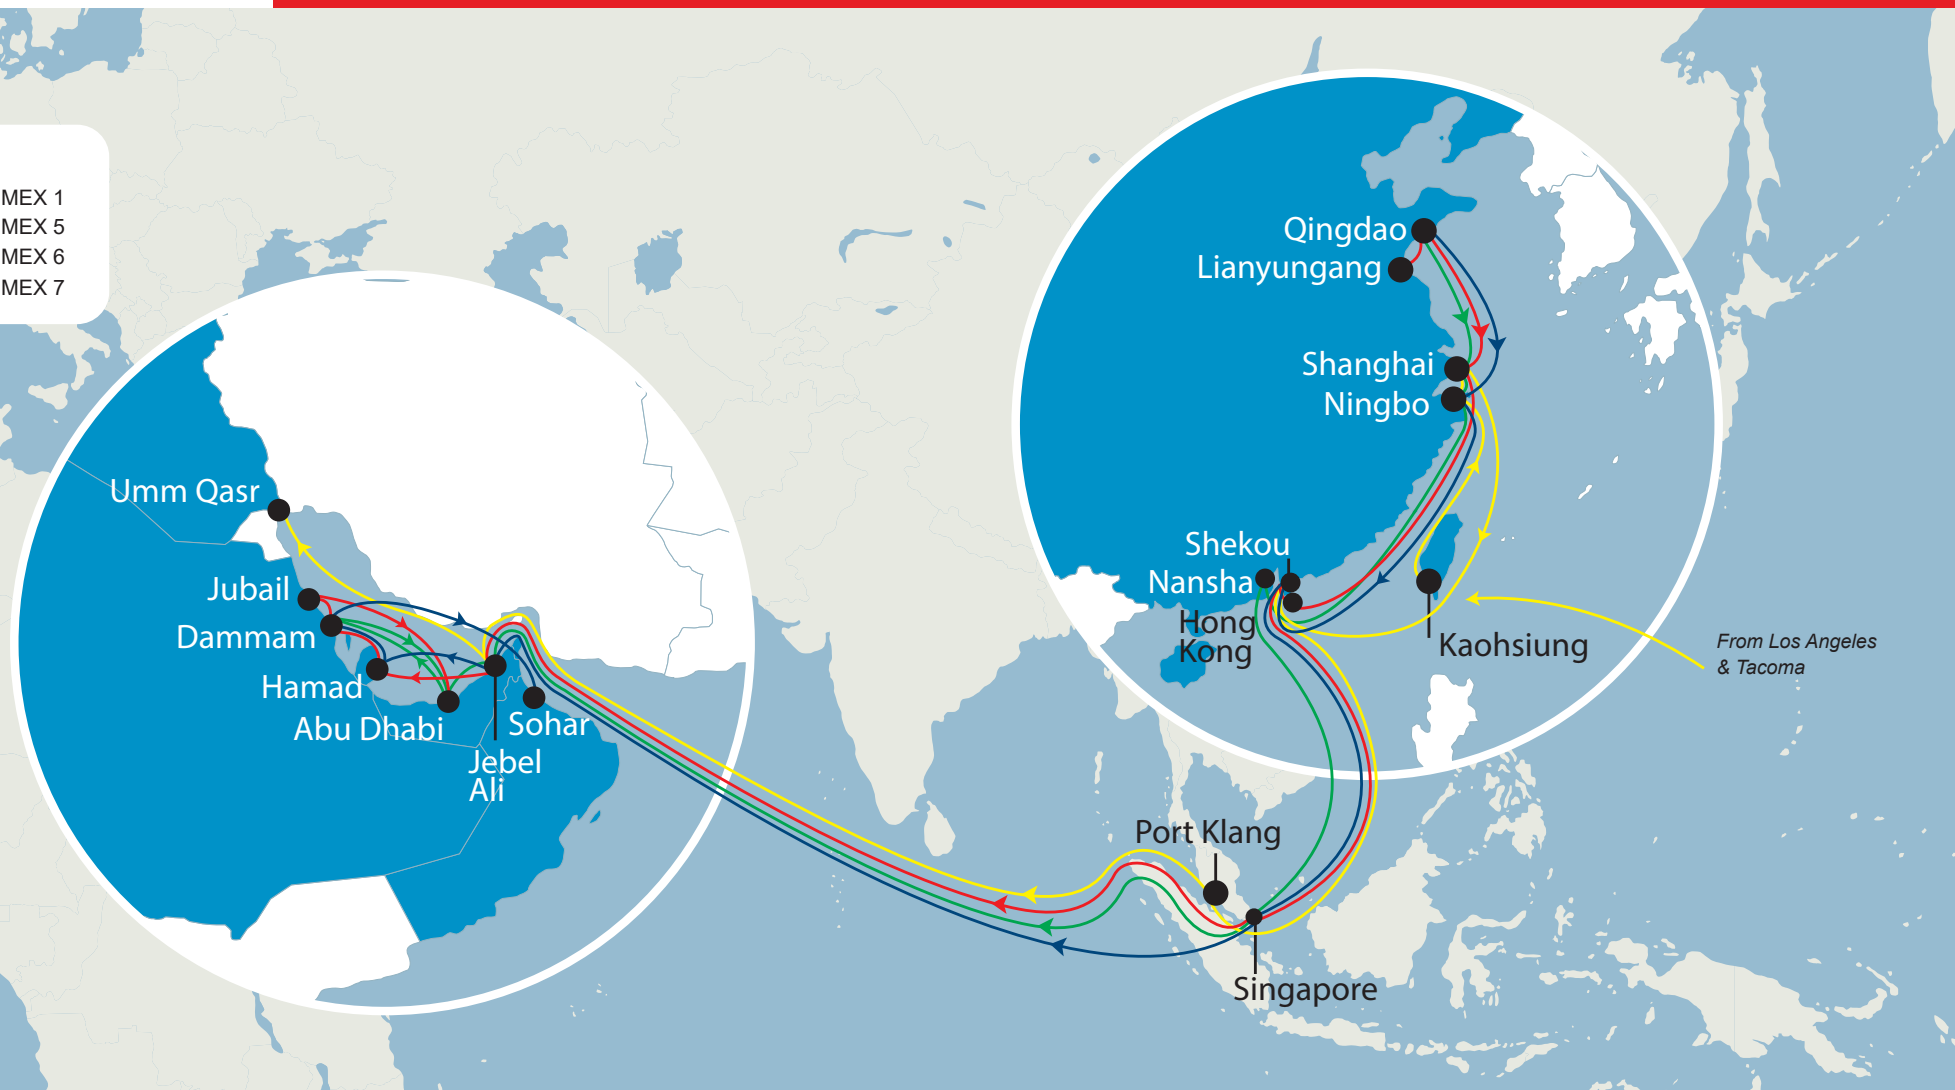 MEX 1
MEX 5
MEX 6
MEX 7
Qingdao
Lianyungang
Shanghai
Ningbo
Shekou
Nansha
Hong
Kong
Kaohsiung
From Los Angeles
& Tacoma
Umm Qasr
Jubail
Dammam
Hamad
Abu Dhabi
Sohar
Jebel
Ali
Port Klang
Singapore